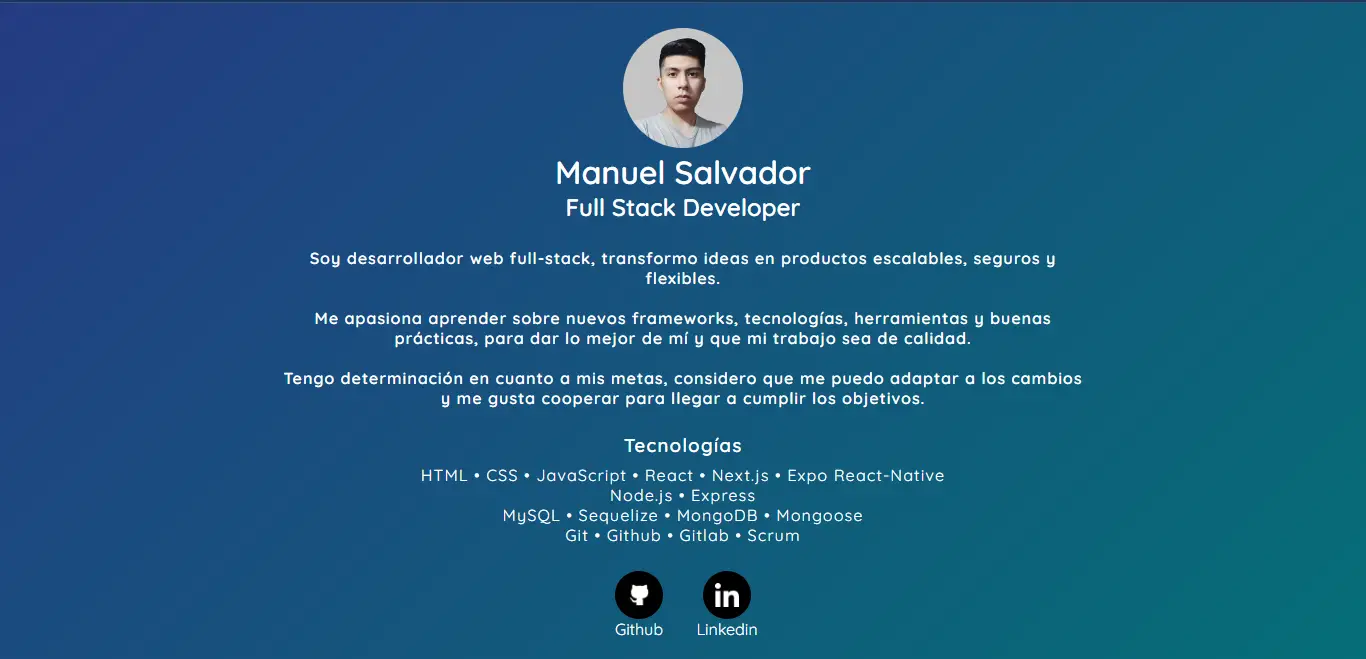 Manuel Salvador
Full Stack Developer
Soy desarrollador web full-stack, transformo ideas en productos escalables, seguros y
flexibles.
Me apasiona aprender sobre nuevos frameworks, tecnologías, herramientas y buenas
prácticas, para dar lo mejor de mí y que mi trabajo sea de calidad.
Tengo determinación en cuanto a mis metas, considero que me puedo adaptar a los cambios
y me gusta cooperar para llegar a cumplir los objetivos.
Tecnologías
HTML • CSS • JavaScript • React • Next.js • Expo React-Native
Node.js • Express
MySQL • Sequelize • MongoDB • Mongoose
Git • Github • Gitlab • Scrum
in
Github Linkedin